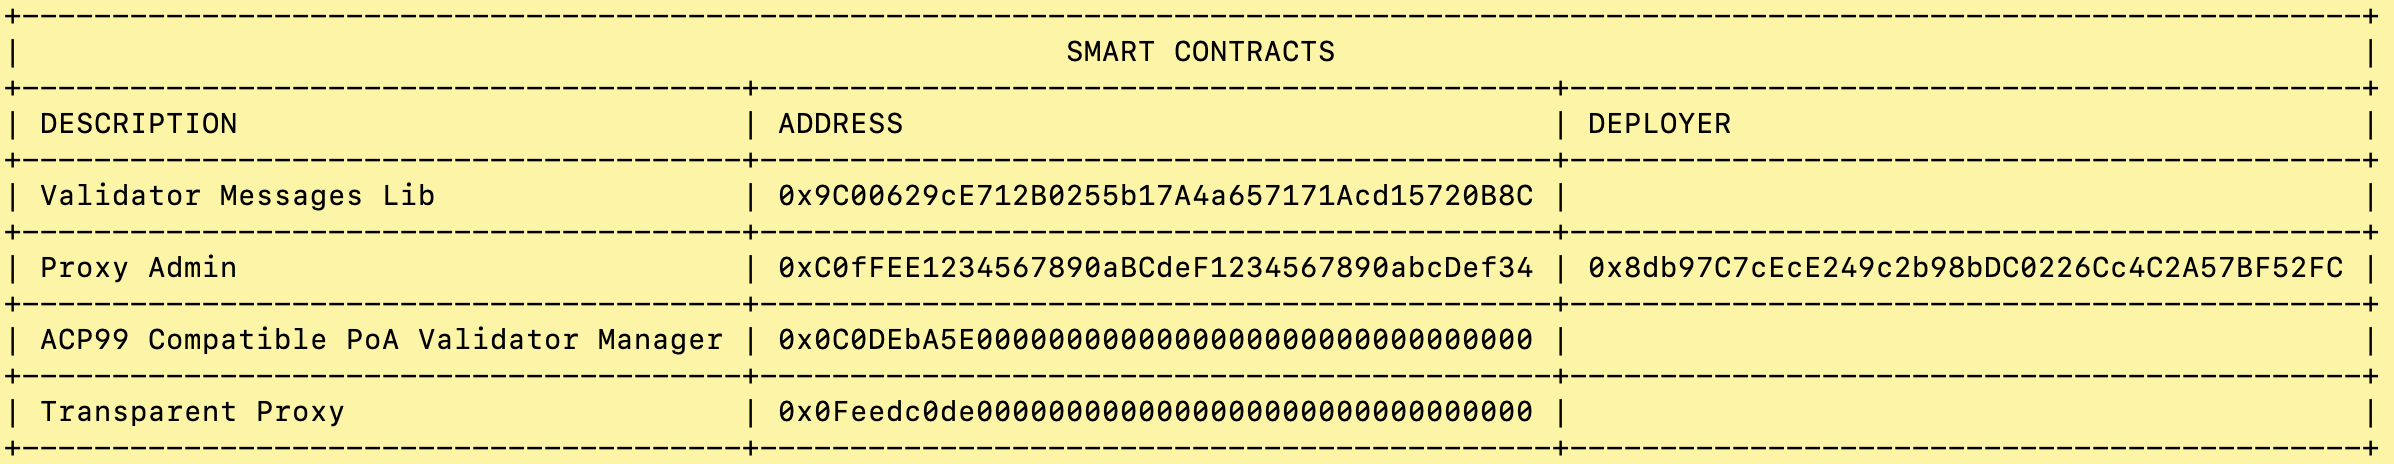 SMART CONTRACTS
DESCRIPTION | ADDRESS | DEPLOYER
Validator Messages Lib | 0x9C00629cE712B0255b17A4a657171Acd15720B8C
Proxy Admin | 0xC0fFEE1234567890aBCdeF1234567890abcDef34 | 0x8db97C7cEcE249c2b98bDC0226Cc4C2A57BF52FC
ACP99 Compatible PoA Validator Manager | 0x0C0DEbA5E0000000000000000000000000000000
Transparent Proxy | 0x0Feedc0de0000000000000000000000000000000